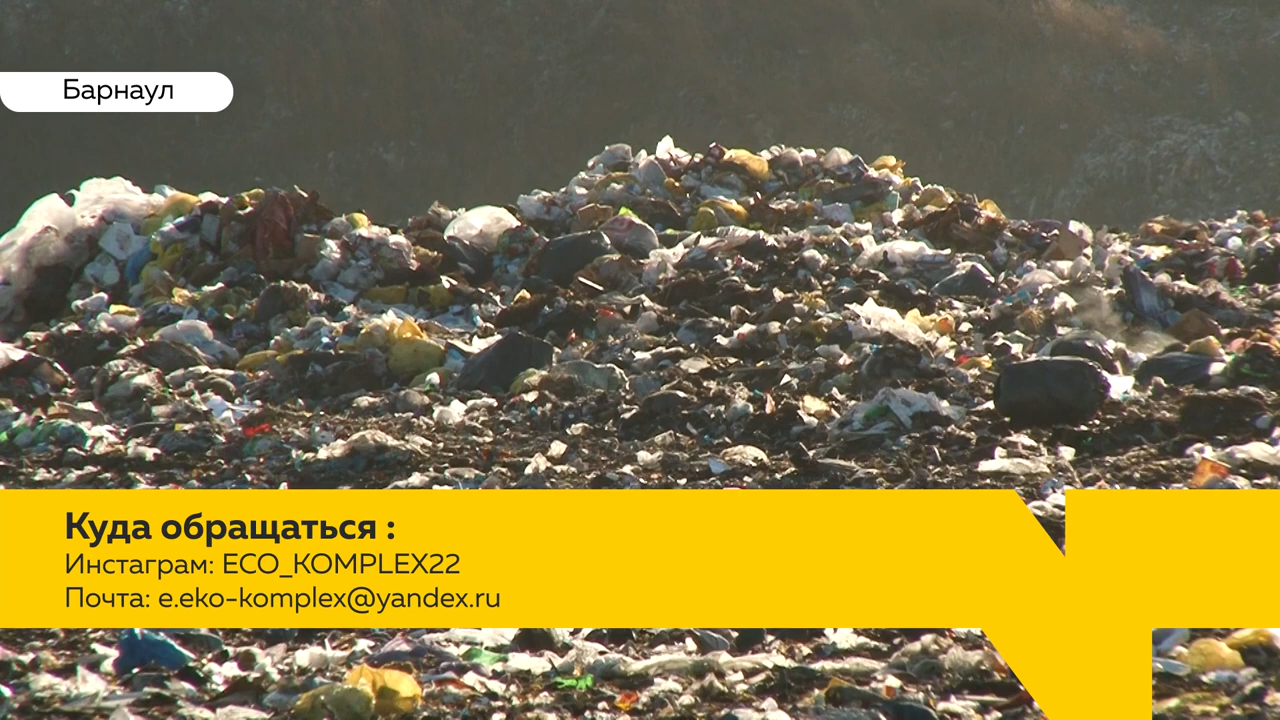 Барнаул
Куда обращаться :
Инстаграм: ECO_KOMPLEX22
Почта: e.eko-komplex@yandex.ru